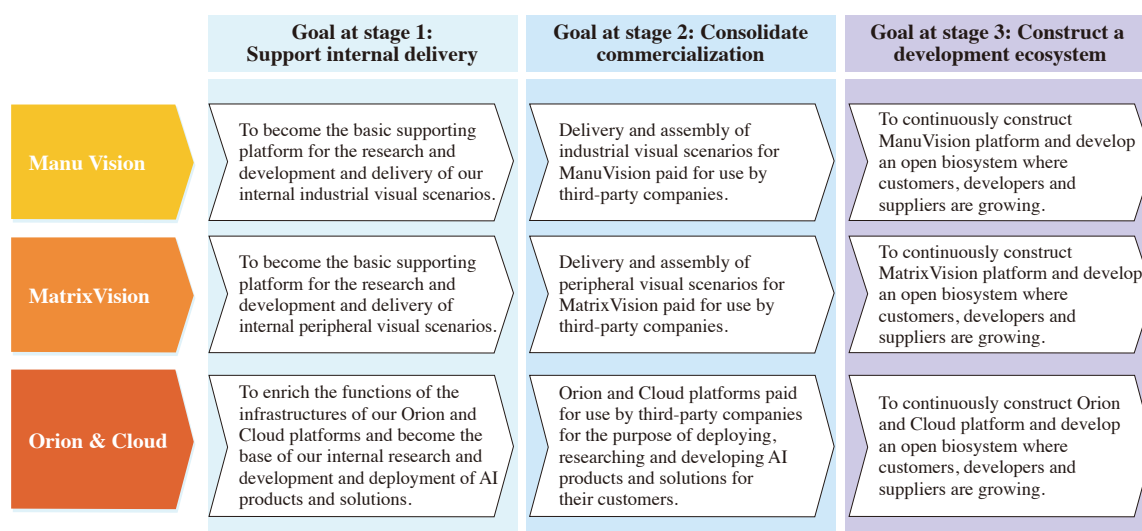 Goal at stage 1:
Support internal delivery
Goal at stage 2: Consolidate
commercialization
Goal at stage 3: Construct a
development ecosystem
Manu Vision
To become the basic supporting
platform for the research and
development and delivery of our
internal industrial visual scenarios.
Delivery and assembly of
industrial visual scenarios for
ManuVision paid for use by
third-party companies.
To continuously construct
ManuVision platform and develop
an open biosystem where
customers, developers and
suppliers are growing.
MatrixVision
To become the basic supporting
platform for the research and
development and delivery of
internal peripheral visual scenarios.
Delivery and assembly of
peripheral visual scenarios for
MatrixVision paid for use by
third-party companies.
To continuously construct
MatrixVision platform and develop
an open biosystem where
customers, developers and
suppliers are growing.
Orion & Cloud
To enrich the functions of the
infrastructures of our Orion and
Cloud platforms and become the
base of our internal research and
development and deployment of AI
products and solutions.
Orion and Cloud platforms paid
for use by third-party companies
for the purpose of deploying,
researching and developing AI
products and solutions for
their customers.
To continuously construct Orion
and Cloud platform and develop
an open biosystem where
customers, developers and
suppliers are growing.